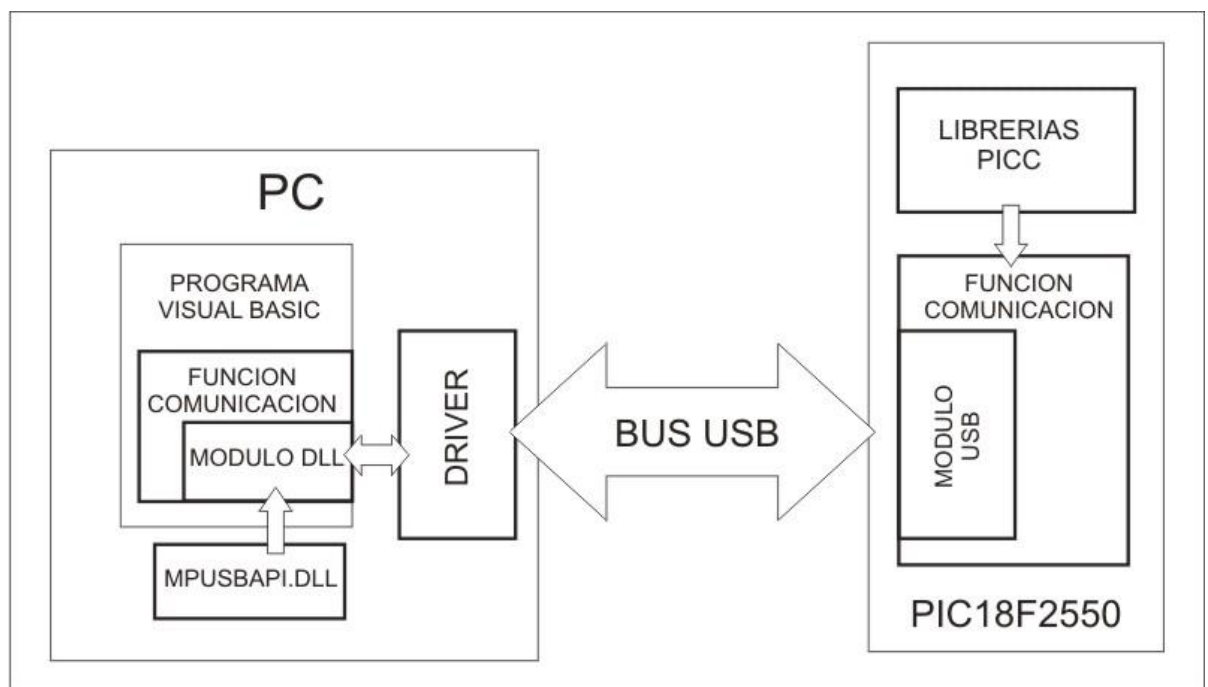 PC
PROGRAMA
VISUAL BASIC
FUNCION
COMUNICACION
MODULO DLL
MPUSBAPI.DLL
DRIVER
BUS USB
LIBRERIAS
PICC
FUNCION
COMUNICACION
MODULO
USB
PIC18F2550